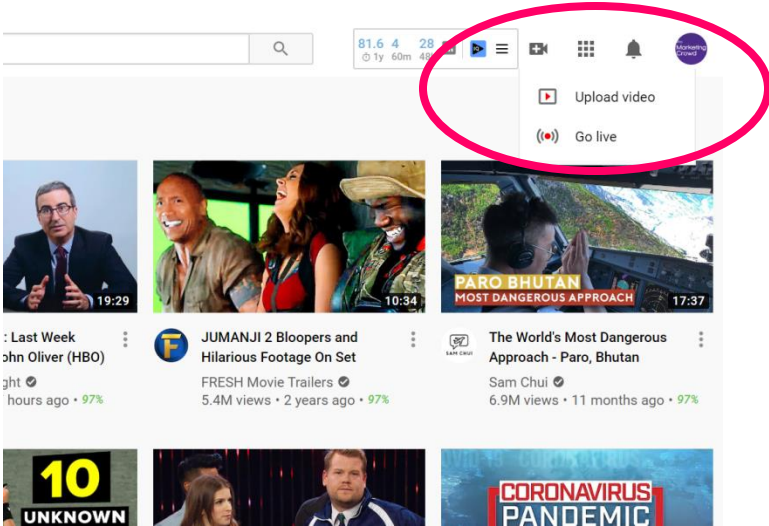 81.6 4 28
1y 60m
Marketing
Crowd
Upload video
Go live
19:29
10:34
PARO BHUTAN
MOST DANGEROUS APPROACH
17:37
: Last Week
ohn Oliver (HBO)
ght
hours ago • 97%
F
JUMANJI 2 Bloopers and
Hilarious Footage On Set
FRESH Movie Trailers
5.4M views • 2 years ago • 97%
SAM CHUI
The World's Most Dangerous
Approach - Paro, Bhutan
Sam Chui
6.9M views • 11 months ago • 97%
10
UNKNOWN
CORONAVIRUS
PANDEMIC